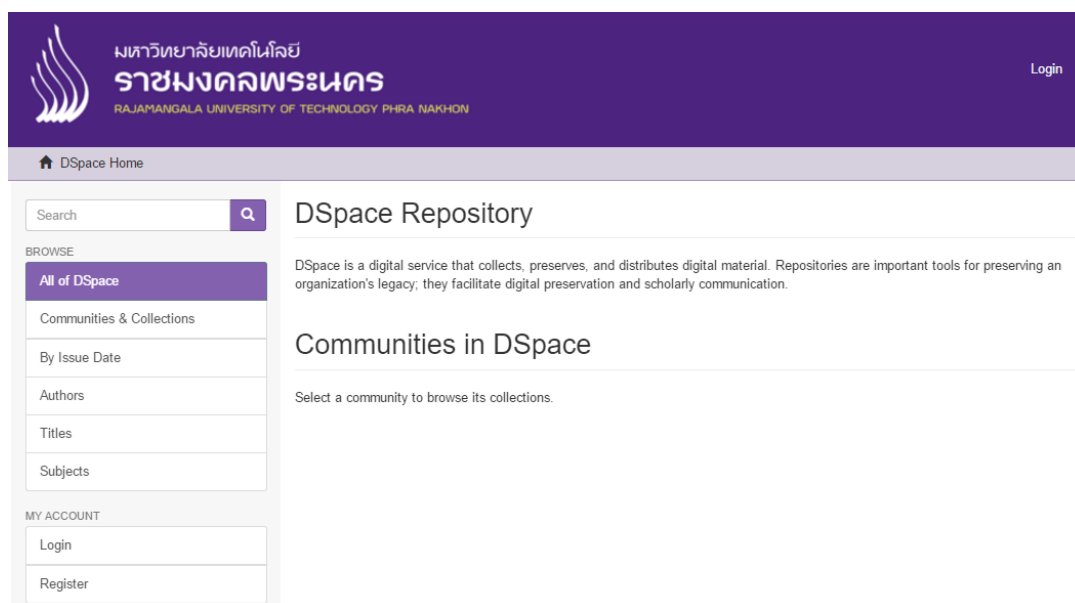 มหาวิทยาลัยเทคโนโลยี
ราชมงคลพระนคร
RAJAMANGALA UNIVERSITY OF TECHNOLOGY PHRA NAKHON
Login
DSpace Home
Search
BROWSE
All of DSpace
Communities & Collections
By Issue Date
Authors
Titles
Subjects
MY ACCOUNT
Login
Register
DSpace Repository
DSpace is a digital service that collects, preserves, and distributes digital material. Repositories are important tools for preserving an
organization's legacy; they facilitate digital preservation and scholarly communication.
Communities in DSpace
Select a community to browse its collections.